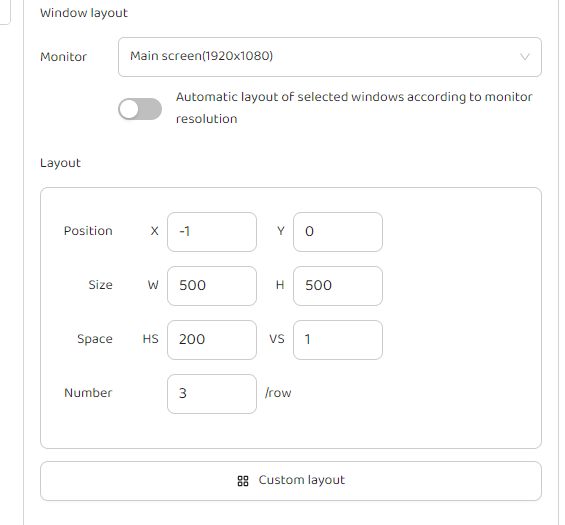 Window layout
Monitor Main screen(1920x1080)
Automatic layout of selected windows according to monitor
resolution
Layout
Position X -1 Y 0
Size W 500 H 500
Space HS 200 VS 1
Number 3 /row
Custom layout